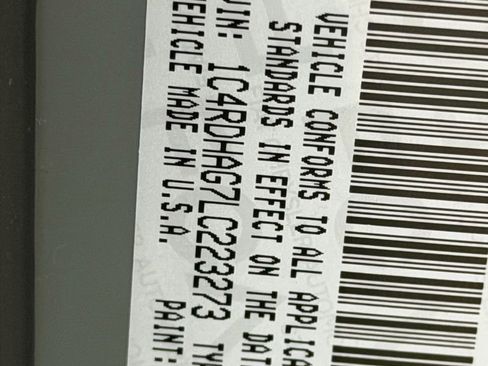 VEHICLE CONFORMS TO ALL APPLICA
STANDARDS IN EFFECT ON THE DAT
VIN: 1C4RDHAG7LC223273 TY
VEHICLE MADE IN U.S.A. PAINT: